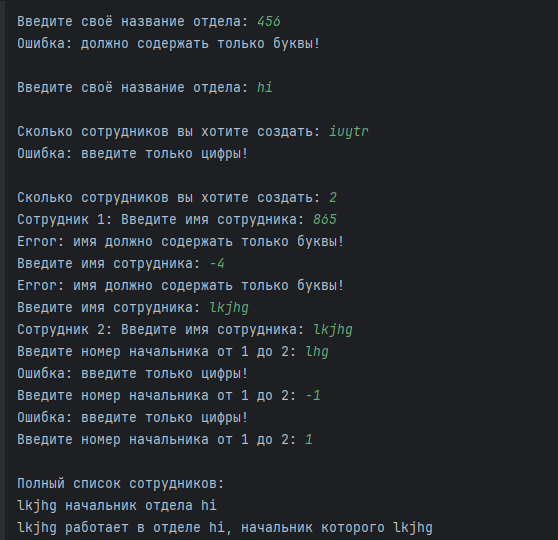 Введите своё название отдела: 456
Ошибка: должно содержать только буквы!
Введите своё название отдела: hi
Сколько сотрудников вы хотите создать: iuytr
Ошибка: введите только цифры!
Сколько сотрудников вы хотите создать: 2
Сотрудник 1: Введите имя сотрудника: 865
Error: имя должно содержать только буквы!
Введите имя сотрудника: -4
Error: имя должно содержать только буквы!
Введите имя сотрудника: lkjhg
Сотрудник 2: Введите имя сотрудника: lkjhg
Введите номер начальника от 1 до 2: lhg
Ошибка: введите только цифры!
Введите номер начальника от 1 до 2: -1
Ошибка: введите только цифры!
Введите номер начальника от 1 до 2: 1
Полный список сотрудников:
lkjhg начальник отдела hi
lkjhg работает в отделе hi, начальник которого lkjhg